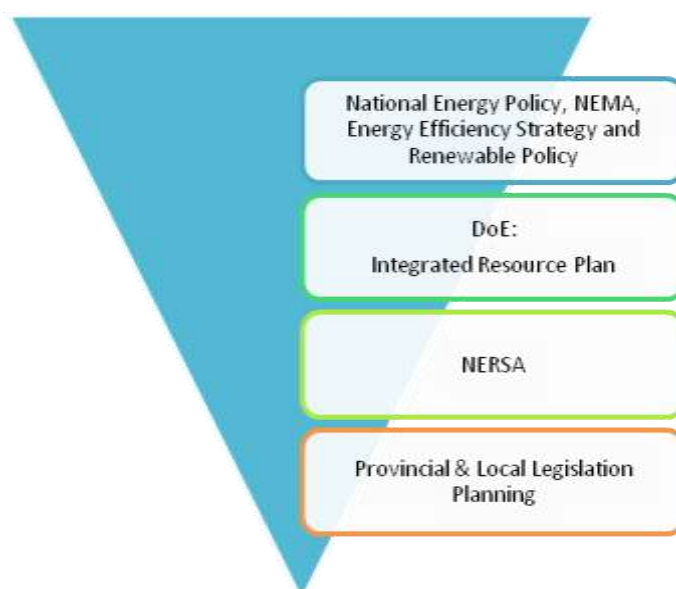 National Energy Policy, NEMA,
Energy Efficiency Strategy and
Renewable Policy
DoE:
Integrated Resource Plan
NERSA
Provincial & Local Legislation
Planning